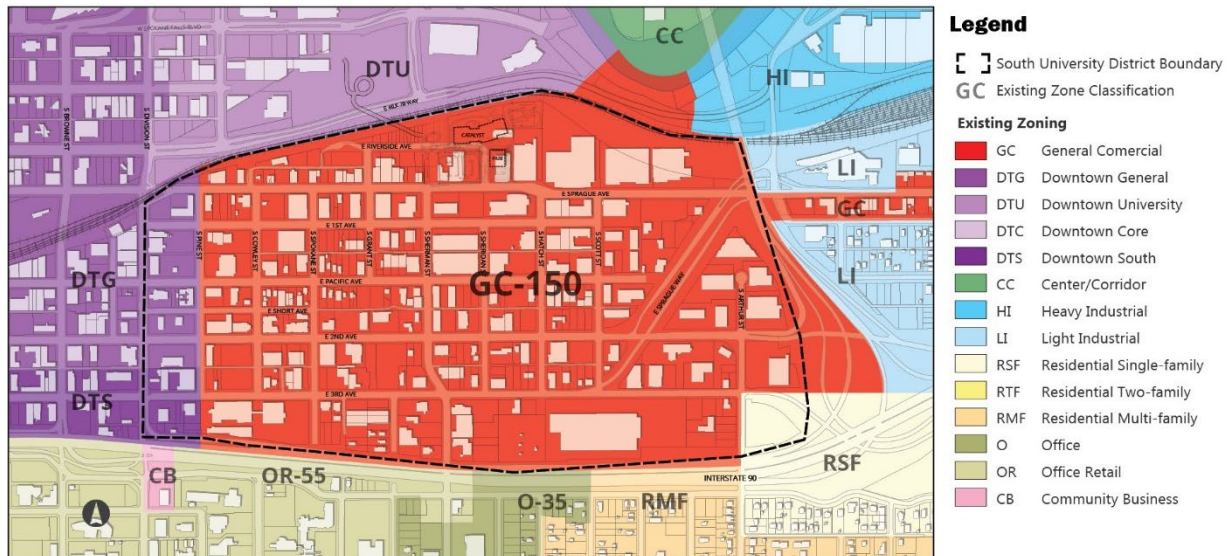 W SPOKANE FALLS BLVD
CC
DTU
HI
S BROWNE ST
S DIVISION ST
CATALYST
E RIVERSIDE AVE
HUB
LI
E SPRAGUE AVE
GC
E 1ST AVE
S PINE ST
S COWLEY ST
S SPOKANE ST
S GRANT ST
S SHERMAN ST
S SHERIDAN ST
S HATCH ST
S SCOTT ST
DTG
GC-150
LI
E PACIFIC AVE
E SPRAGUE WAY
S ARTHUR ST
E SHORT AVE
E 2ND AVE
DTS
E 3RD AVE
CB
OR-55
INTERSTATE 90
RSF
O-35
RMF
Legend
South University District Boundary
GC Existing Zone Classification
Existing Zoning
GC General Comercial
DTG Downtown General
DTU Downtown University
DTC Downtown Core
DTS Downtown South
CC Center/Corridor
HI Heavy Industrial
LI Light Industrial
RSF Residential Single-family
RTF Residential Two-family
RMF Residential Multi-family
O Office
OR Office Retail
CB Community Business